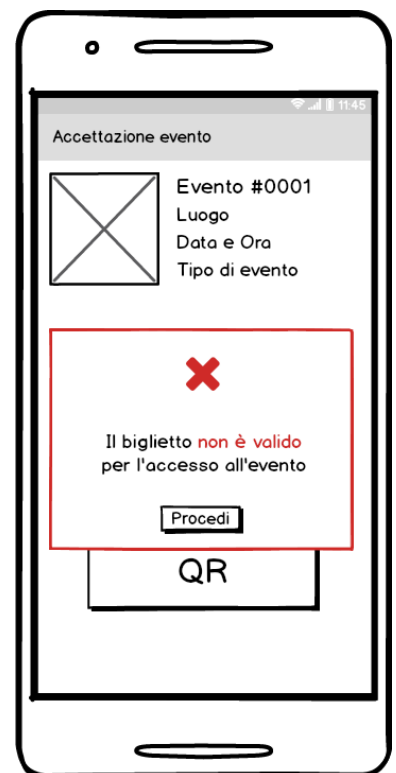 11:45
Accettazione evento
Evento #0001
Luogo
Data e Ora
Tipo di evento
Il biglietto non è valido
per l'accesso all'evento
Procedi
QR